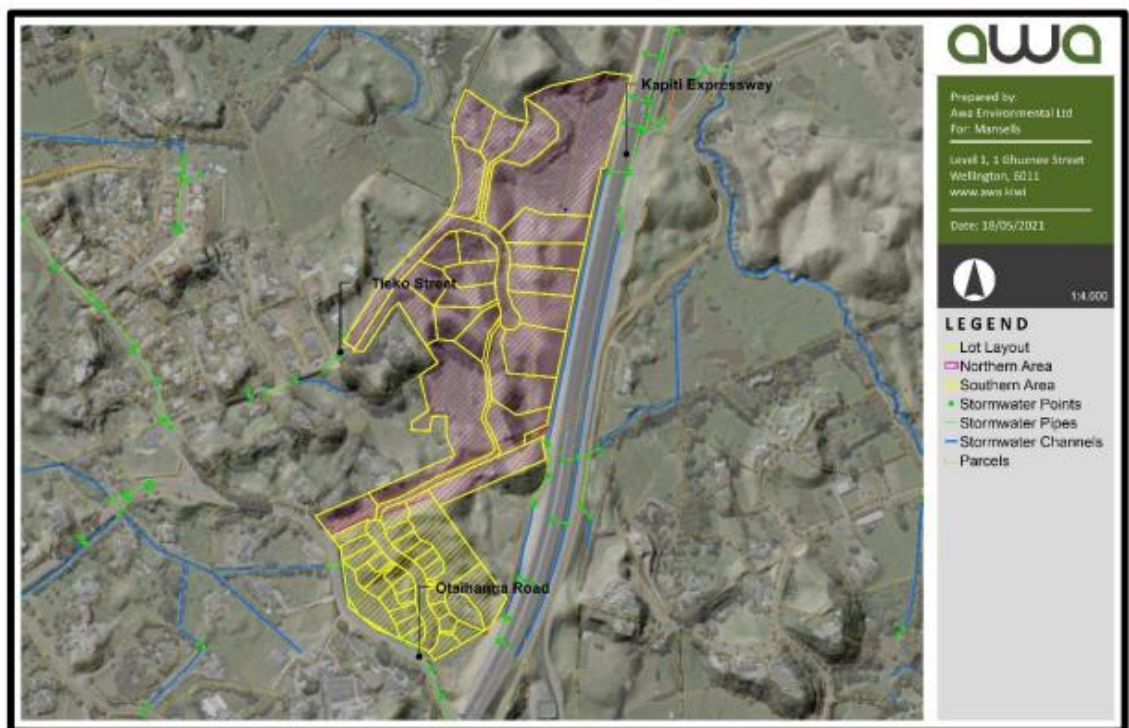 Kapiti Expressway
Tieko Street
Otaihanga Road
awa
Prepared by:
Awa Environmental Ltd
For: Mansells
Level 1, 1 Ghuznee Street
Wellington, 6011
www.awa.kiwi
Date: 18/05/2021
1:4,000
LEGEND
Lot Layout
Northern Area
Southern Area
Stormwater Points
Stormwater Pipes
Stormwater Channels
Parcels